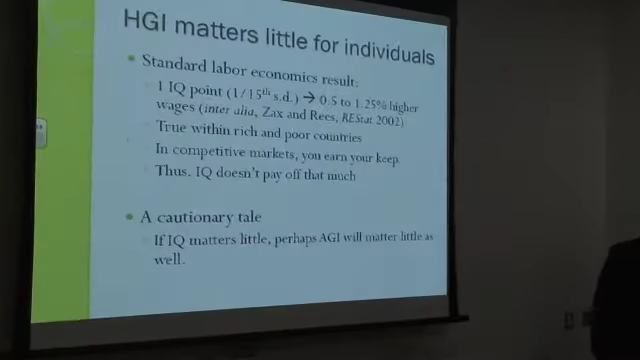 HGI matters little for individuals
Standard labor economics result:
1 IQ point (1/15th s.d.) → 0.5 to 1.25% higher
wages (inter alia, Zax and Rees, REStat 2002)
True within rich and poor countries
In competitive markets, you earn your keep.
Thus. IQ doesn't pay off that much
A cautionary tale
If IQ matters little, perhaps AGI will matter little as
well.